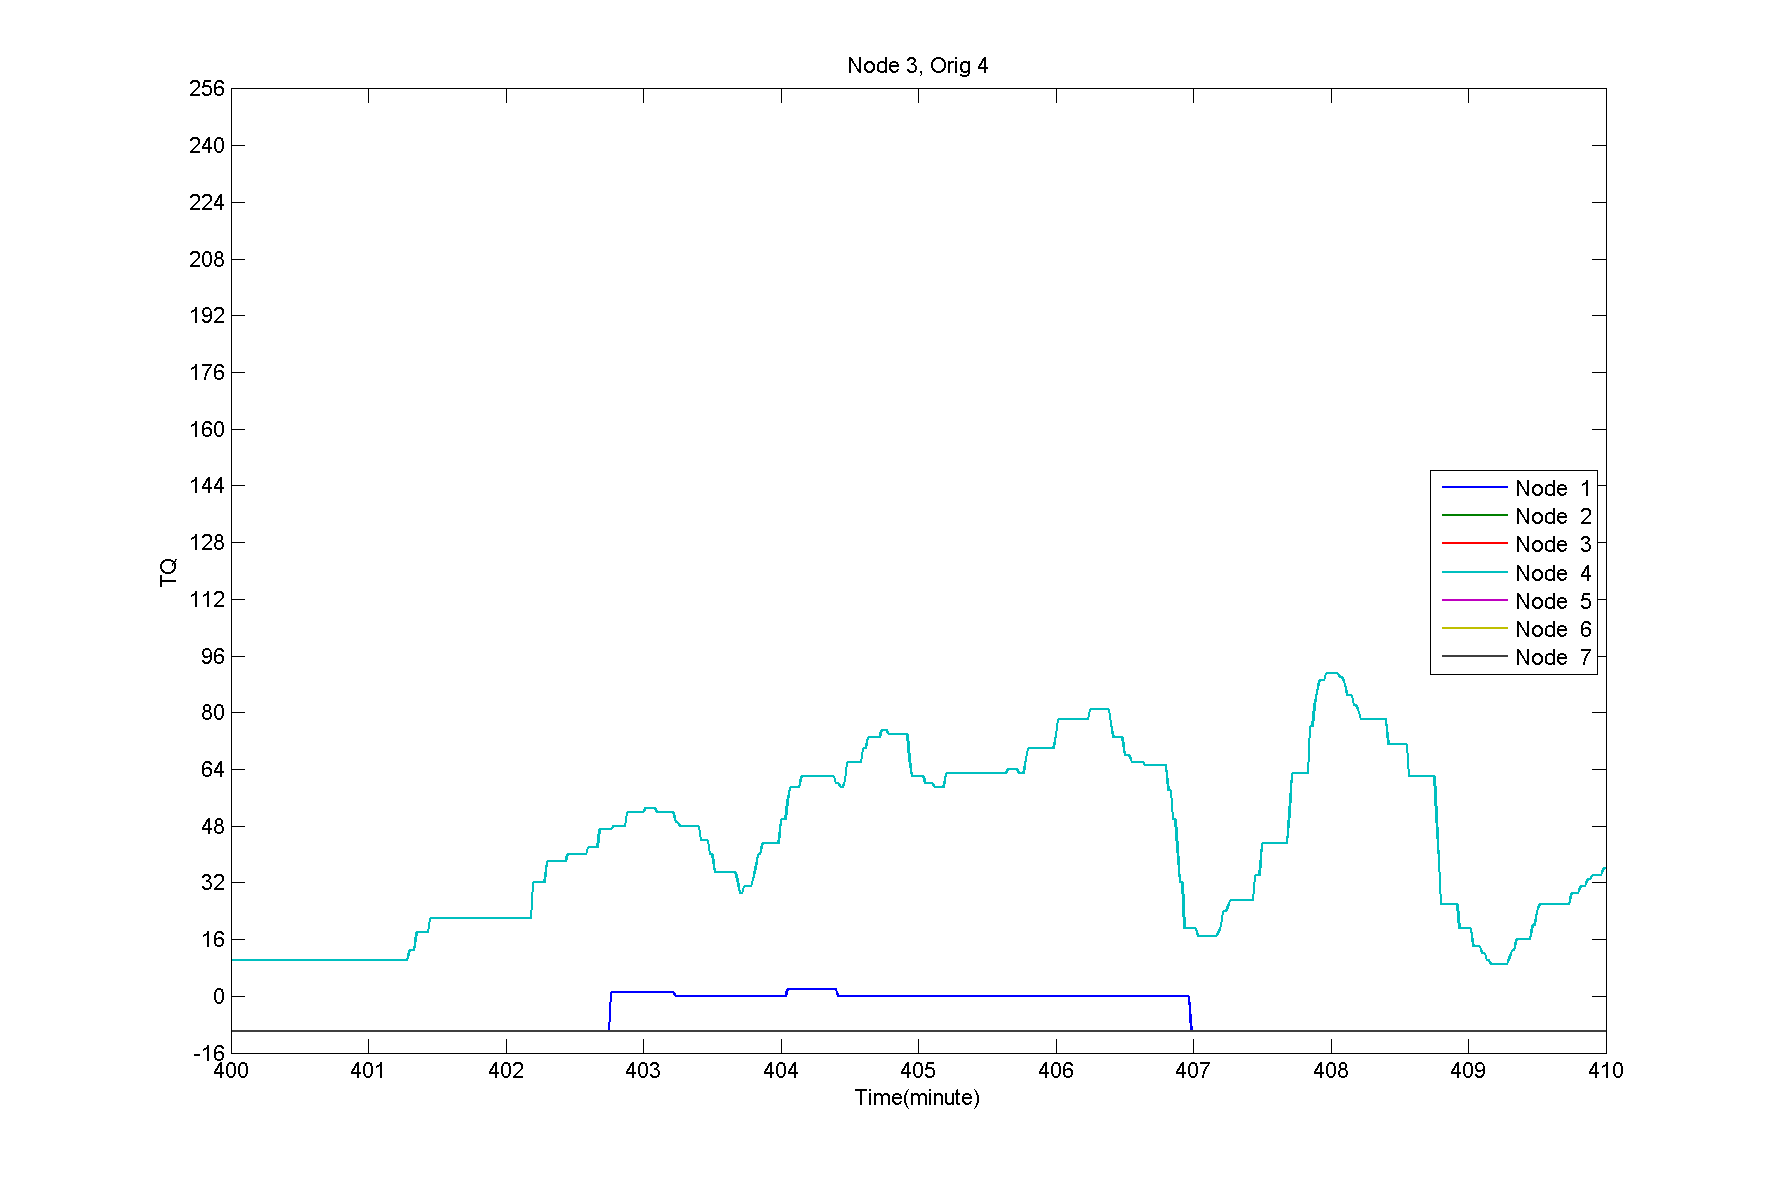 Node 3, Orig 4
256
240
224
208
192
176
160
144
128
112
96
80
64
48
32
16
0
-16
TQ
Node 1
Node 2
Node 3
Node 4
Node 5
Node 6
Node 7
400 401 402 403 404 405 406 407 408 409 410
Time(minute)